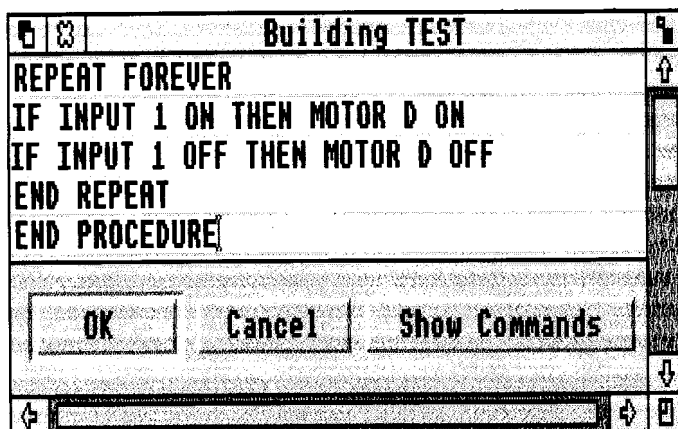 Building TEST
REPEAT FOREVER
IF INPUT 1 ON THEN MOTOR D ON
IF INPUT 1 OFF THEN MOTOR D OFF
END REPEAT
END PROCEDURE
OK Cancel Show Commands